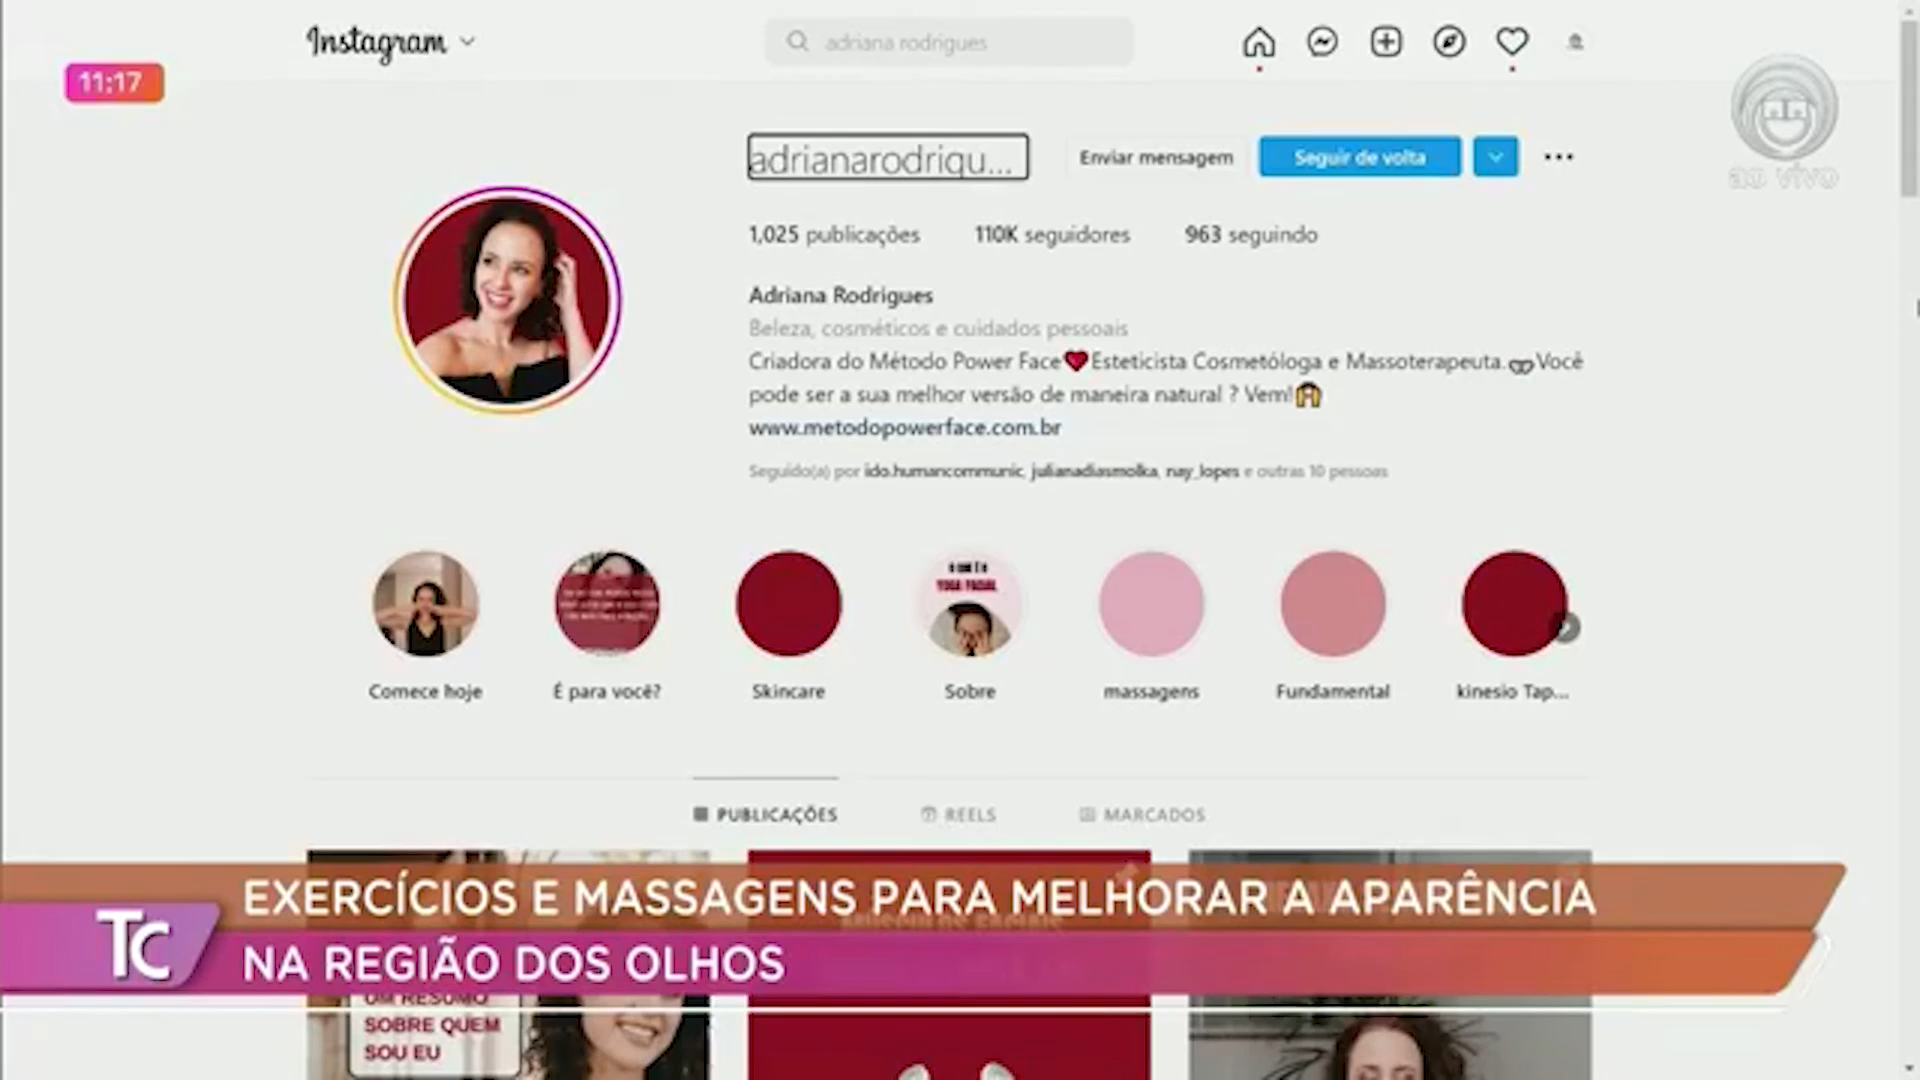 Instagram
adriana rodrigues
11:17
ao vivo
adrianarodrigu...
Enviar mensagem
Seguir de volta
1,025 publicações
110K seguidores
963 seguindo
Adriana Rodrigues
Beleza, cosméticos e cuidados pessoais
Criadora do Método Power Face❤Esteticista Cosmetóloga e Massoterapeuta. Você
pode ser a sua melhor versão de maneira natural ? Vem!
www.metodopowerface.com.br
Seguido(a) por ido.humancommunic, julianadiasmolka, nay_lopes e outras 10 pessoas
YOGA FACIAL
Comece hoje
É para você?
Skincare
Sobre
massagens
Fundamental
kinesio Tap...
PUBLICAÇÕES
REELS
MARCADOS
EXERCÍCIOS E MASSAGENS PARA MELHORAR A APARÊNCIA
TC
NA REGIÃO DOS OLHOS
UM RESUMO
SOBRE QUEM
SOU EU